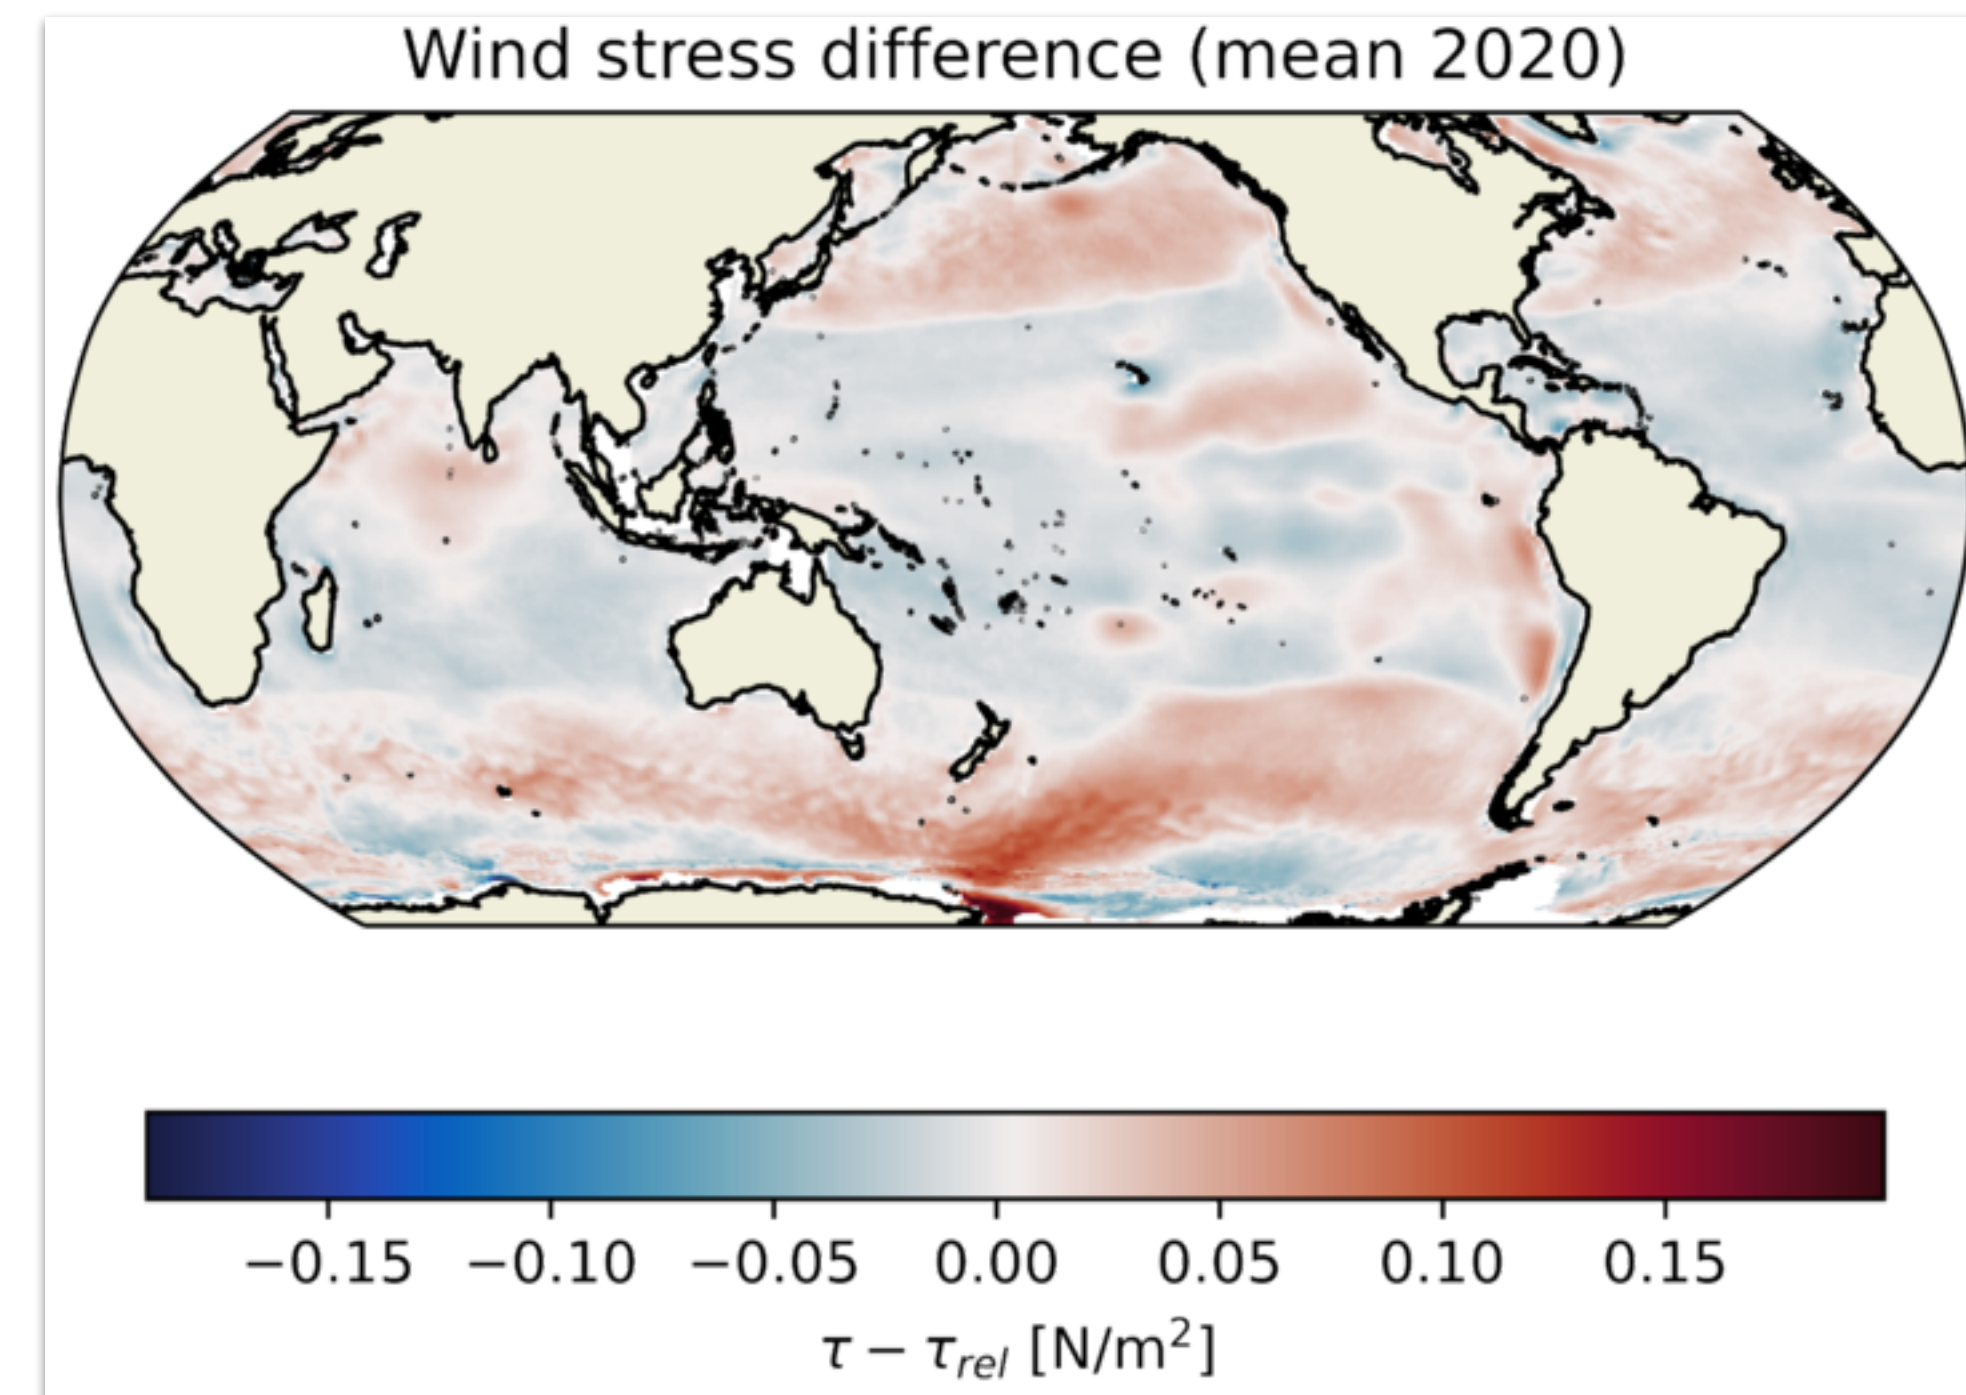 Wind stress difference (mean 2020)
−0.15 −0.10 −0.05 0.00 0.05 0.10 0.15
τ − τ_rel [N/m²]